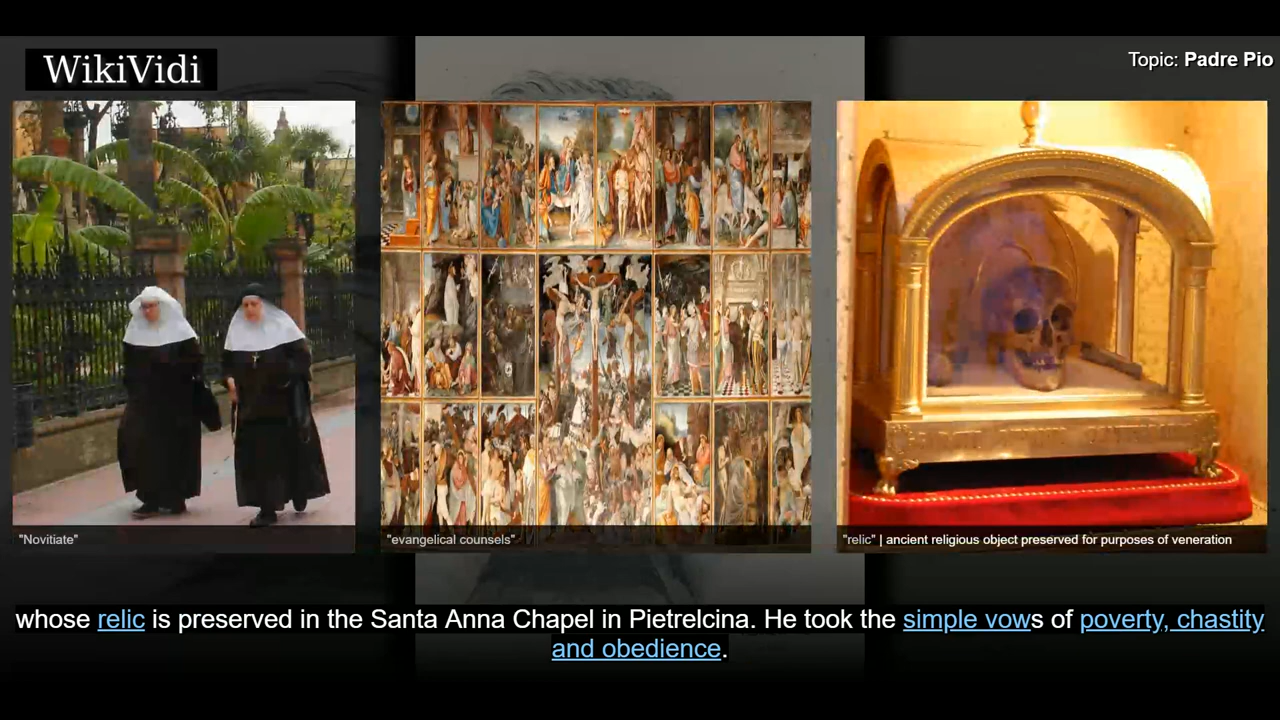 WikiVidi
Topic: Padre Pio
"Novitiate"
"evangelical counsels"
"relic" | ancient religious object preserved for purposes of veneration
whose relic is preserved in the Santa Anna Chapel in Pietrelcina. He took the simple vows of poverty, chastity
and obedience.